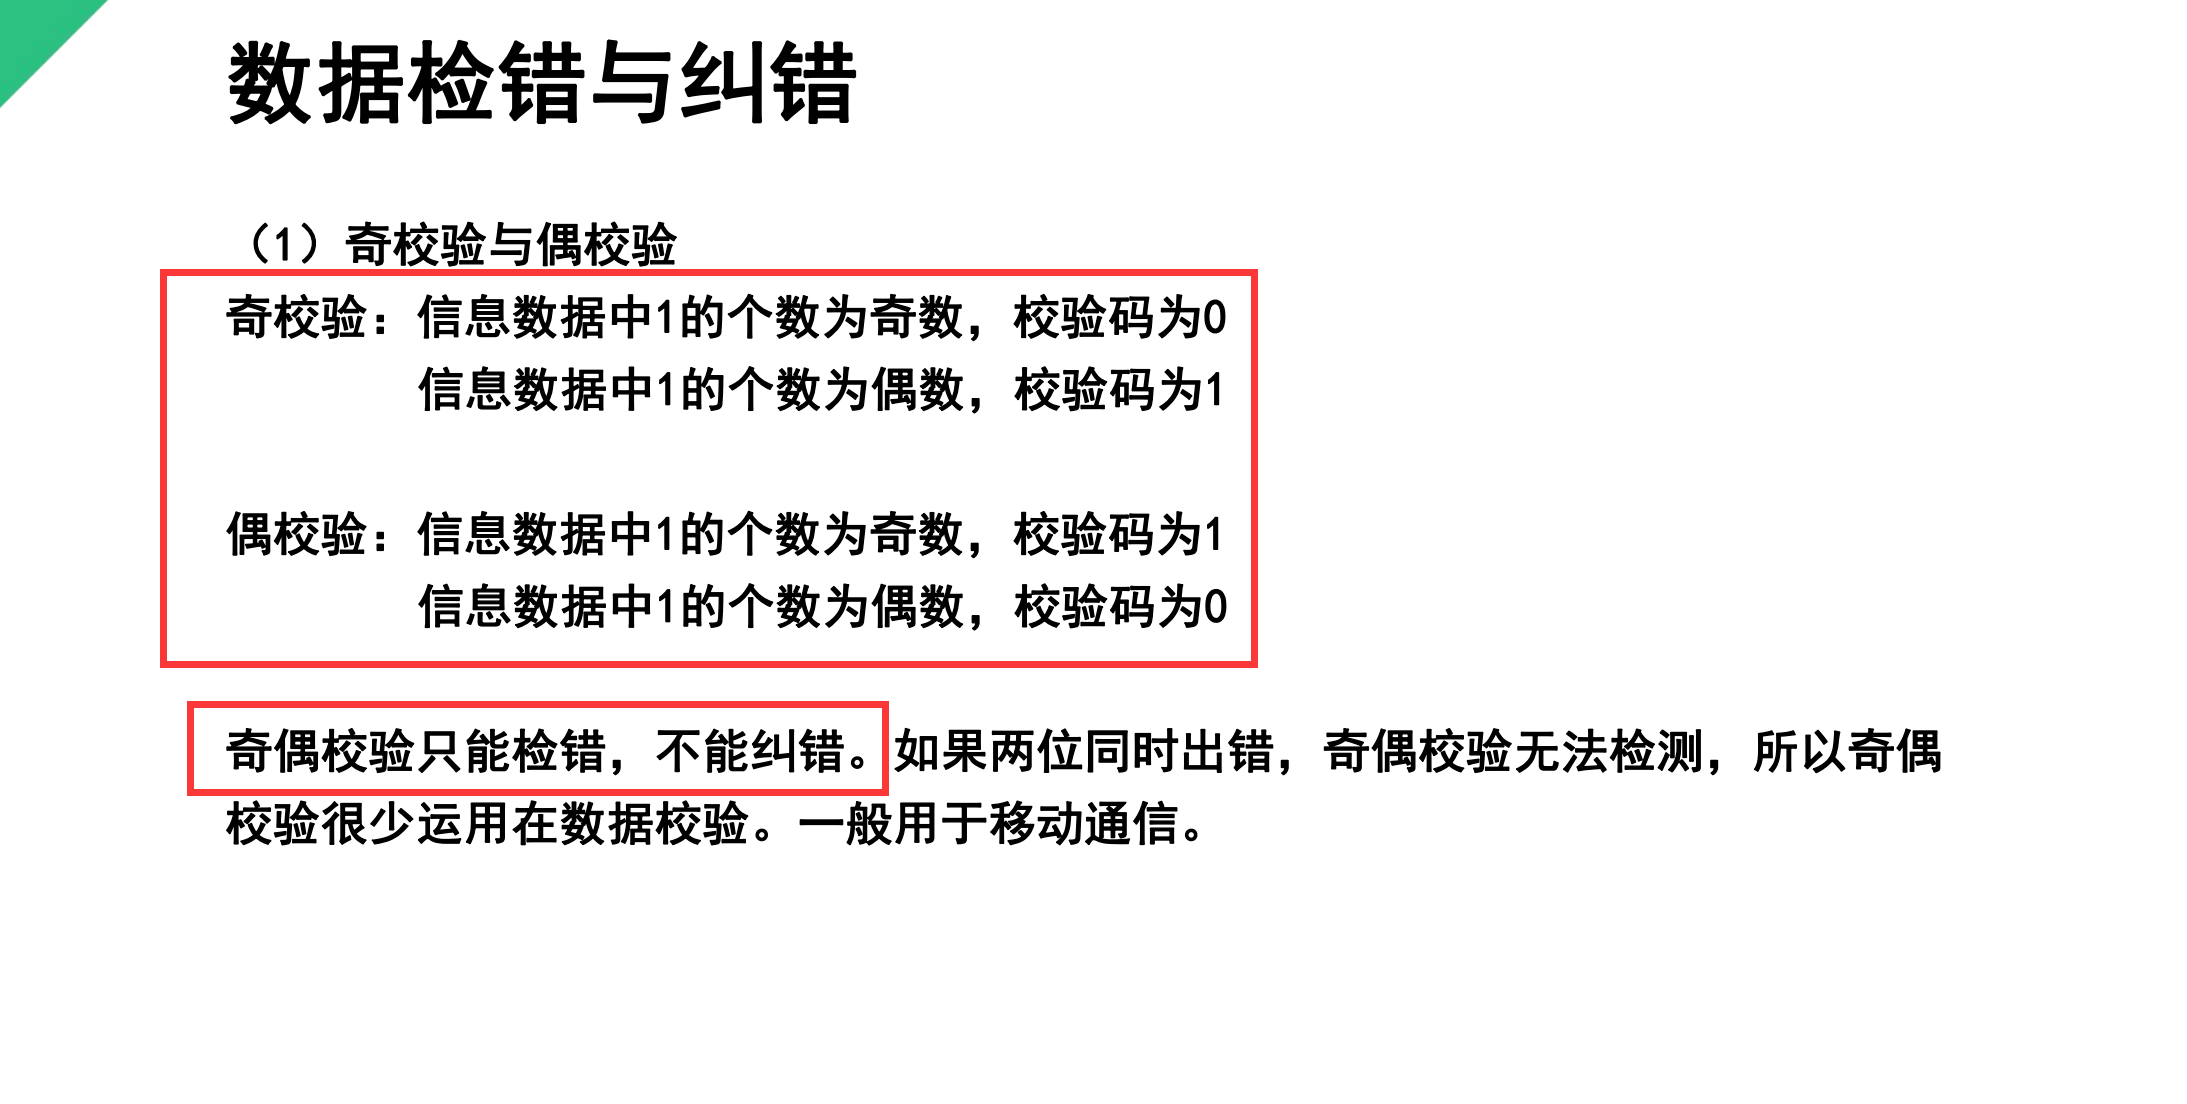 数据检错与纠错
（1）奇校验与偶校验
奇校验：信息数据中1的个数为奇数，校验码为0
信息数据中1的个数为偶数，校验码为1
偶校验：信息数据中1的个数为奇数，校验码为1
信息数据中1的个数为偶数，校验码为0
奇偶校验只能检错，不能纠错。如果两位同时出错，奇偶校验无法检测，所以奇偶
校验很少运用在数据校验。一般用于移动通信。